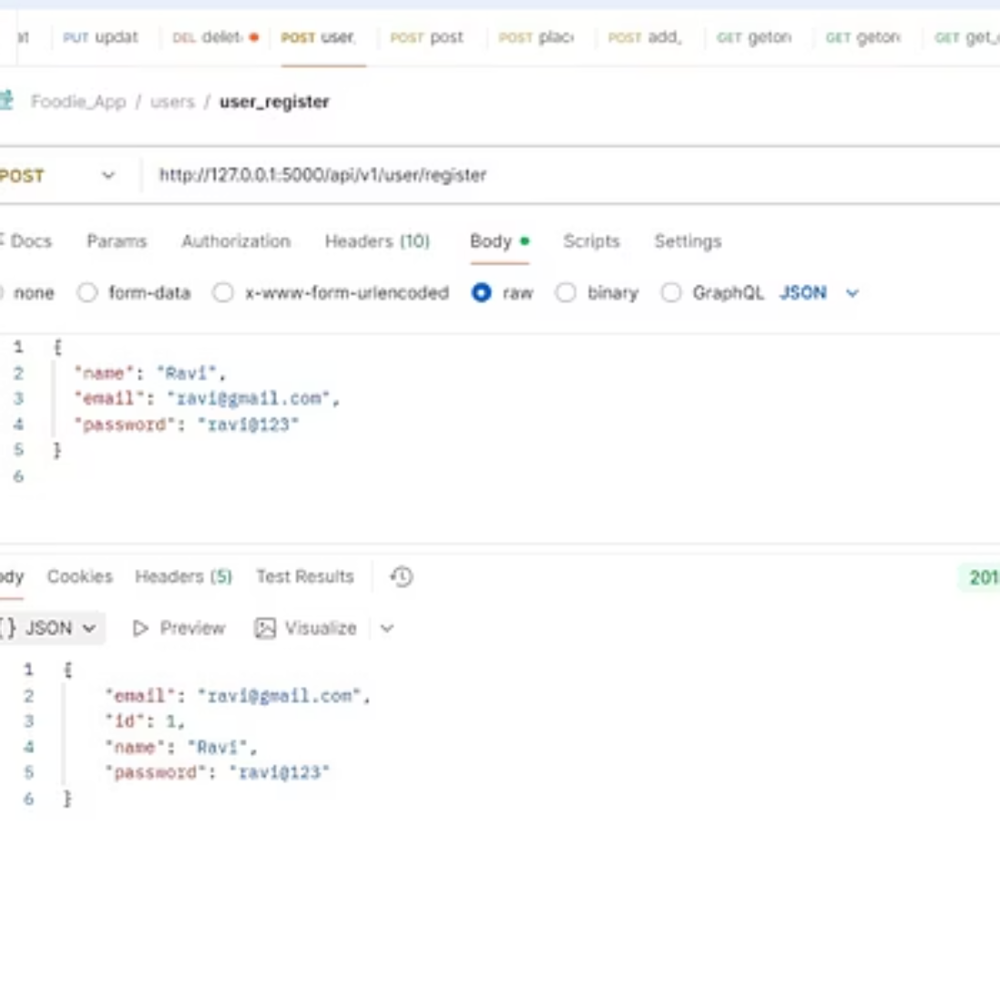 PUT updat DEL delet POST user POST post POST plac POST add_ GET geton GET geton GET get_
Foodie_App / users / user_register
POST http://127.0.0.1:5000/api/v1/user/register
Docs Params Authorization Headers (10) Body Scripts Settings
none form-data x-www-form-urlencoded raw binary GraphQL JSON
1 {
2 "name": "Ravi",
3 "email": "ravi@gmail.com",
4 "password": "ravi@123"
5 }
6
ody Cookies Headers (5) Test Results 201
{} JSON Preview Visualize
1 {
2 "email": "ravi@gmail.com",
3 "id": 1,
4 "name": "Ravi",
5 "password": "ravi@123"
6 }